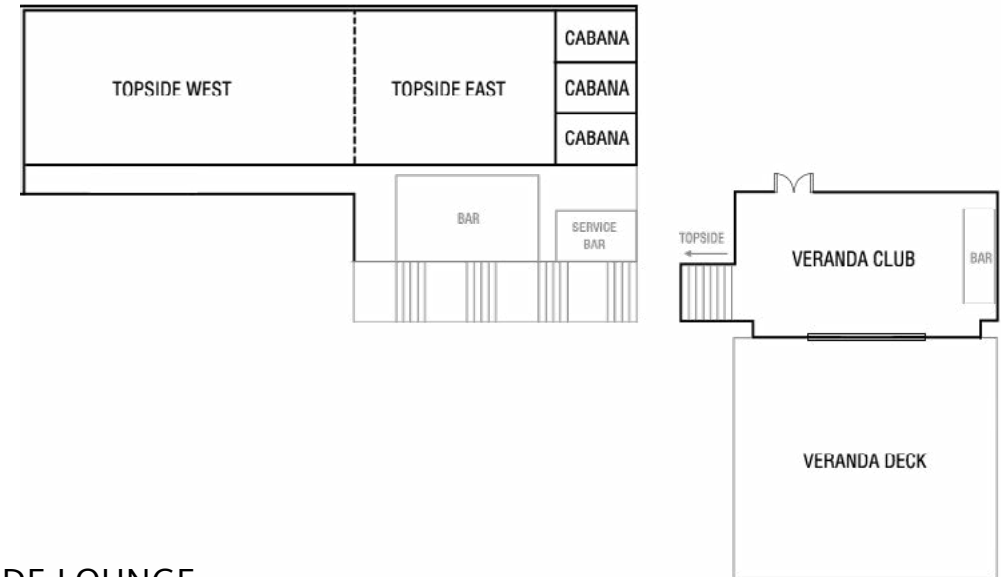 CABANA
TOPSIDE WEST
TOPSIDE EAST
CABANA
CABANA
BAR
SERVICE
BAR
TOPSIDE
VERANDA CLUB
BAR
VERANDA DECK
DE LOUNGE